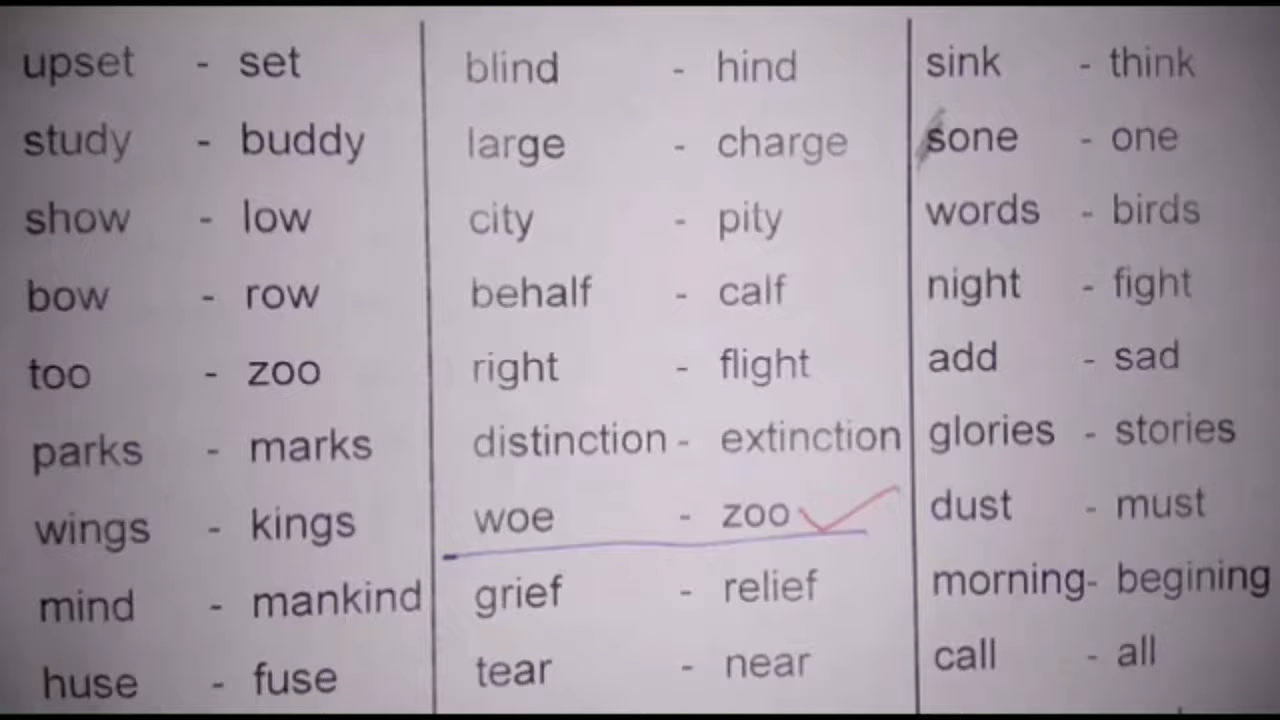 upset - set
study - buddy
show - low
bow - row
too - zoo
parks - marks
wings - kings
mind - mankind
huse - fuse
blind - hind
large - charge
city - pity
behalf - calf
right - flight
distinction - extinction
woe - zoo
grief - relief
tear - near
sink - think
sone - one
words - birds
night - fight
add - sad
glories - stories
dust - must
morning- begining
call - all